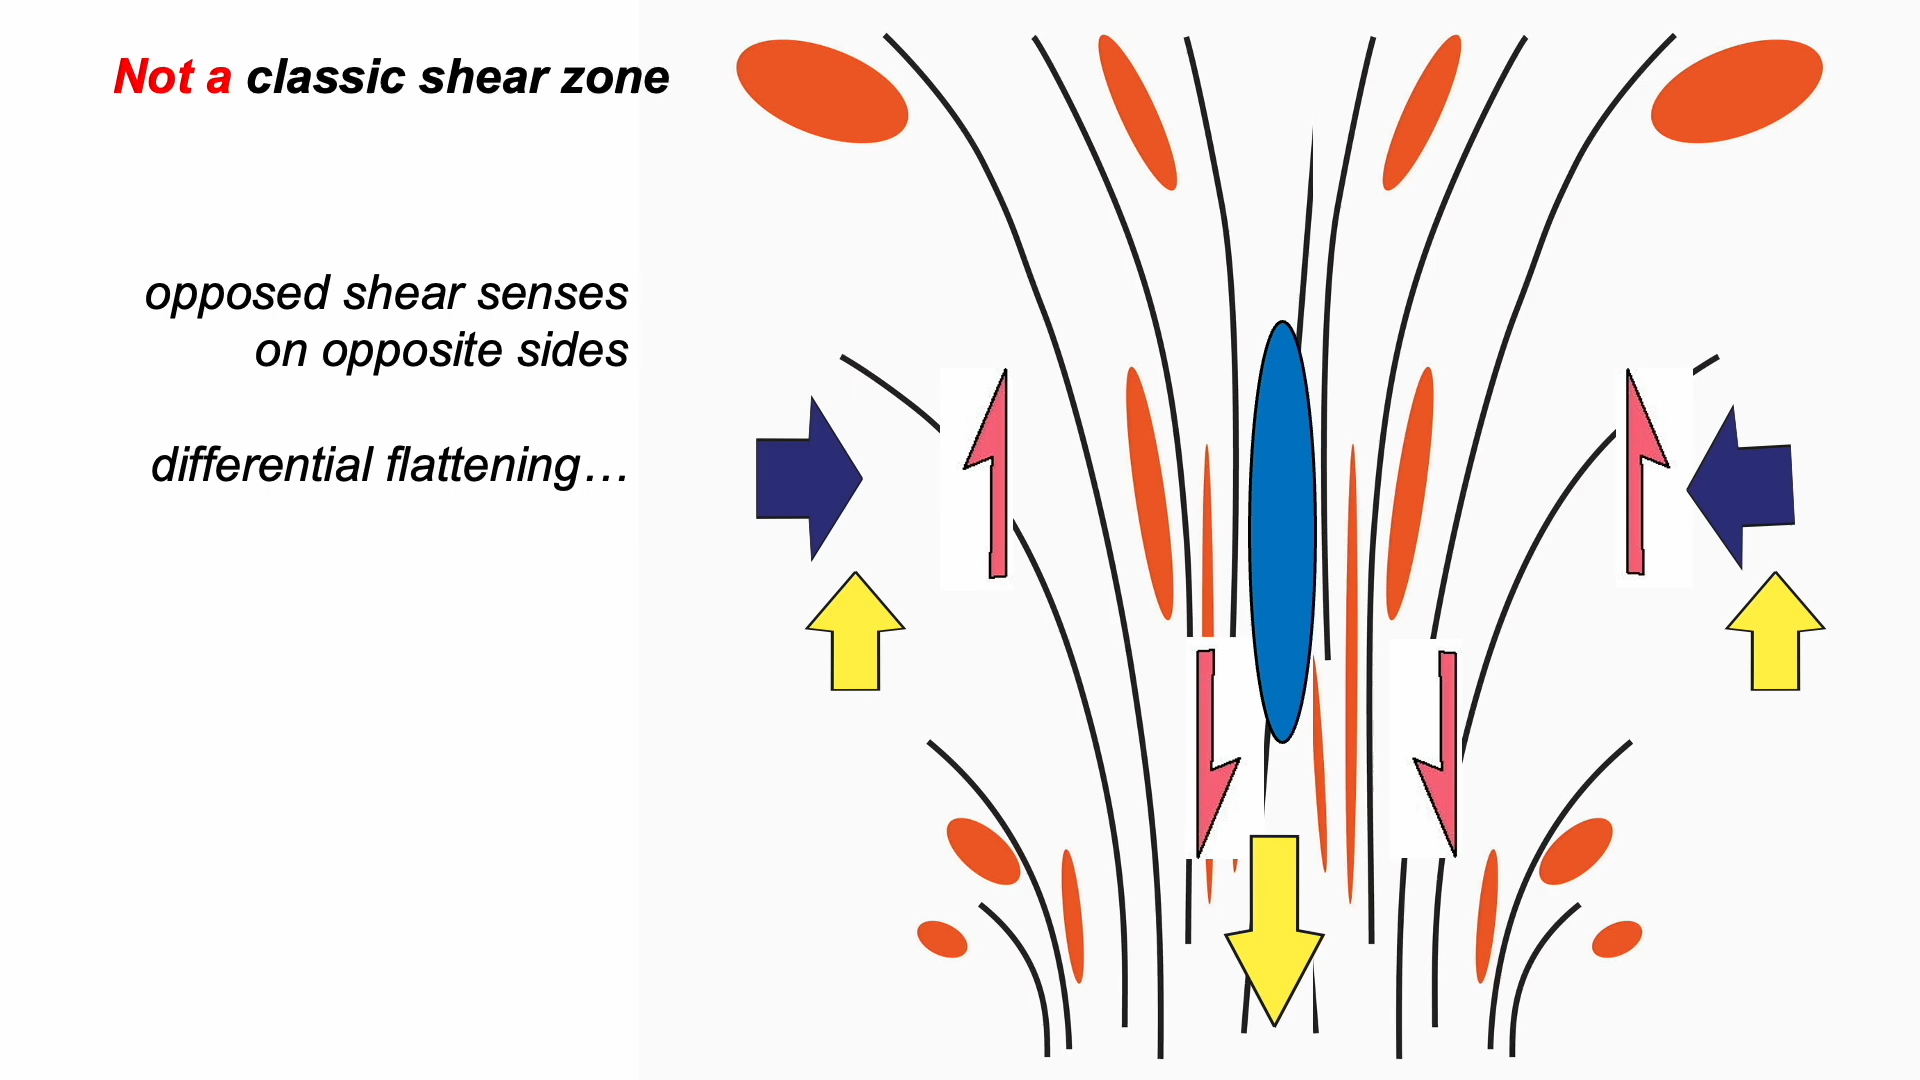 Not a classic shear zone
opposed shear senses
on opposite sides
differential flattening…